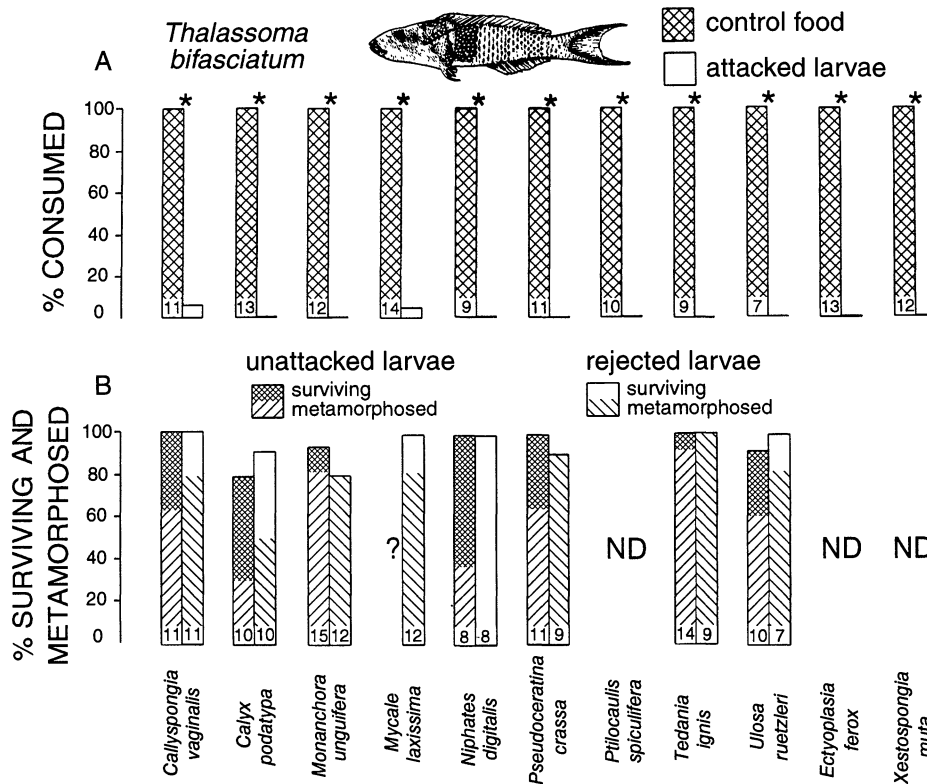 Thalassoma
bifasciatum
control food
attacked larvae
A
% CONSUMED
100
80
60
40
20
0
* * * * * * * * * * *
11 13 12 14 9 11 10 9 7 13 12
B
unattacked larvae
surviving
metamorphosed
rejected larvae
surviving
metamorphosed
% SURVIVING AND
METAMORPHOSED
100
80
60
40
20
0
? ND ND ND
11 11 10 10 15 12 12 8 8 11 9 14 9 10 7
Callyspongia
vaginalis
Calyx
podatypa
Monanchora
unguifera
Mycale
laxissima
Niphates
digitalis
Pseudoceratina
crassa
Ptilocaulis
spiculifera
Tedania
ignis
Ulosa
ruetzleri
Ectyoplasia
ferox
Xestospongia
muta